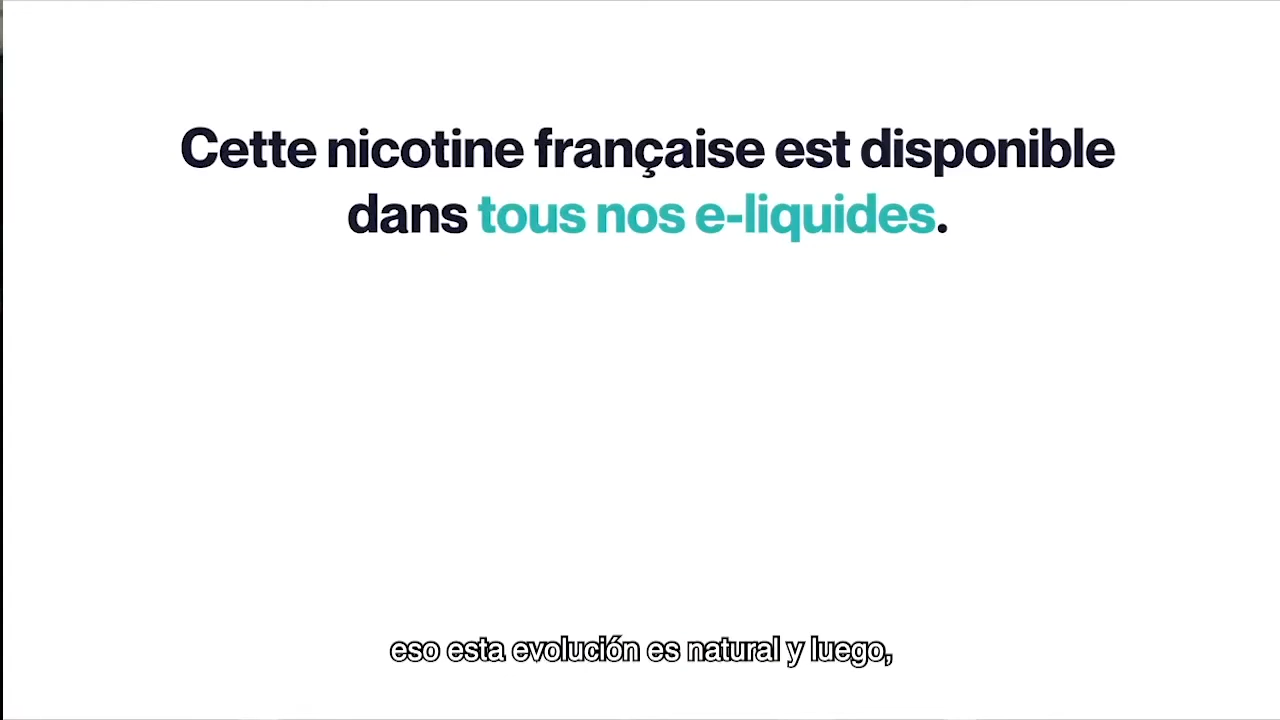 Cette nicotine française est disponible
dans tous nos e-liquides.
eso esta evolución es natural y luego,